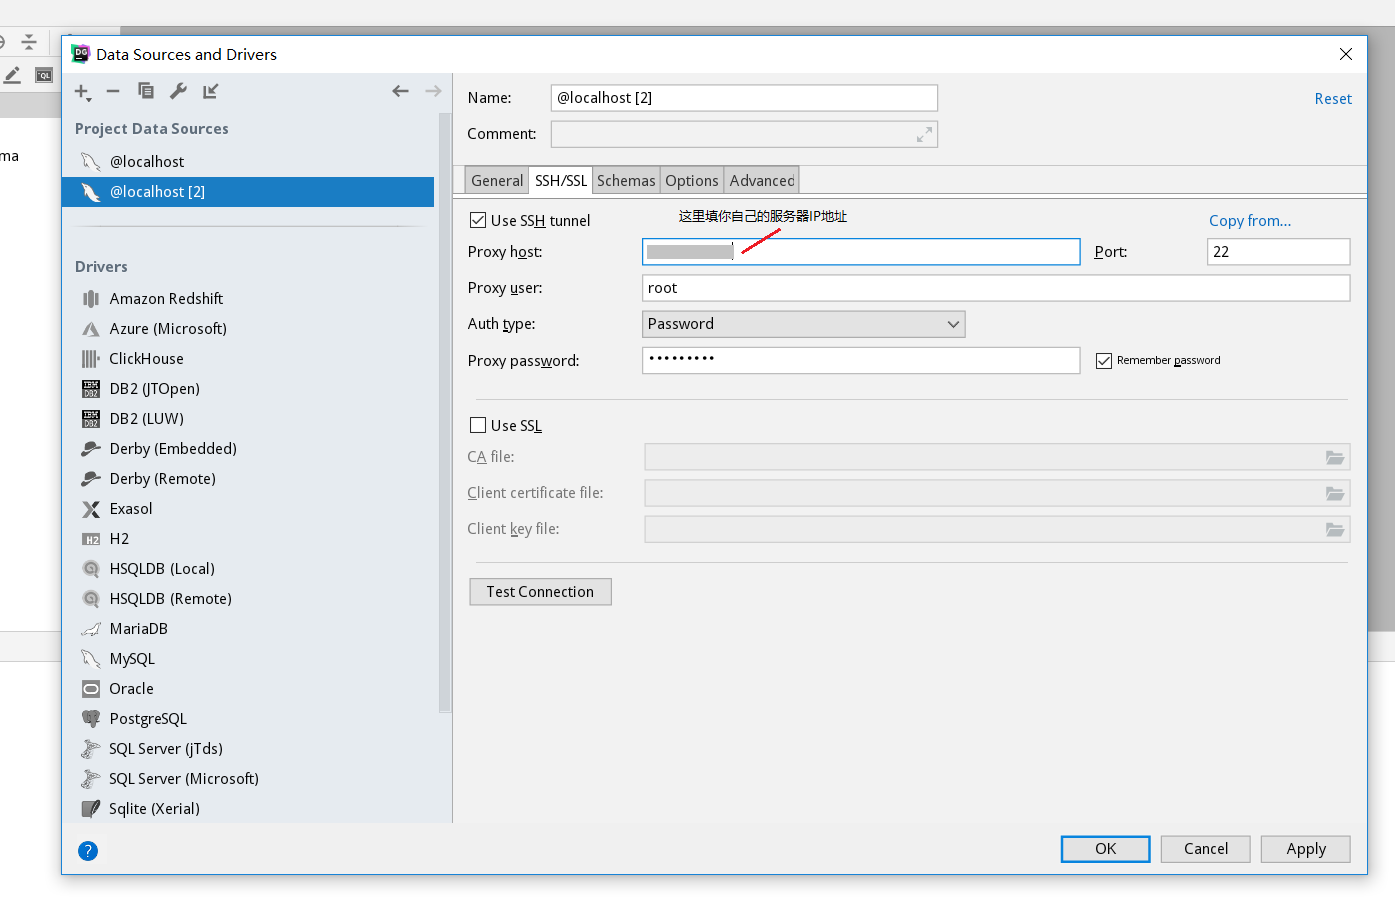 Data Sources and Drivers
Project Data Sources
@localhost
@localhost [2]
Drivers
Amazon Redshift
Azure (Microsoft)
ClickHouse
DB2 (JTOpen)
DB2 (LUW)
Derby (Embedded)
Derby (Remote)
Exasol
H2
HSQLDB (Local)
HSQLDB (Remote)
MariaDB
MySQL
Oracle
PostgreSQL
SQL Server (jTds)
SQL Server (Microsoft)
Sqlite (Xerial)
Name: @localhost [2] Reset
Comment:
General SSH/SSL Schemas Options Advanced
Use SSH tunnel 这里填你自己的服务器IP地址 Copy from...
Proxy host: Port: 22
Proxy user: root
Auth type: Password
Proxy password: ••••••••• Remember password
Use SSL
CA file:
Client certificate file:
Client key file:
Test Connection
? OK Cancel Apply
ma
QL